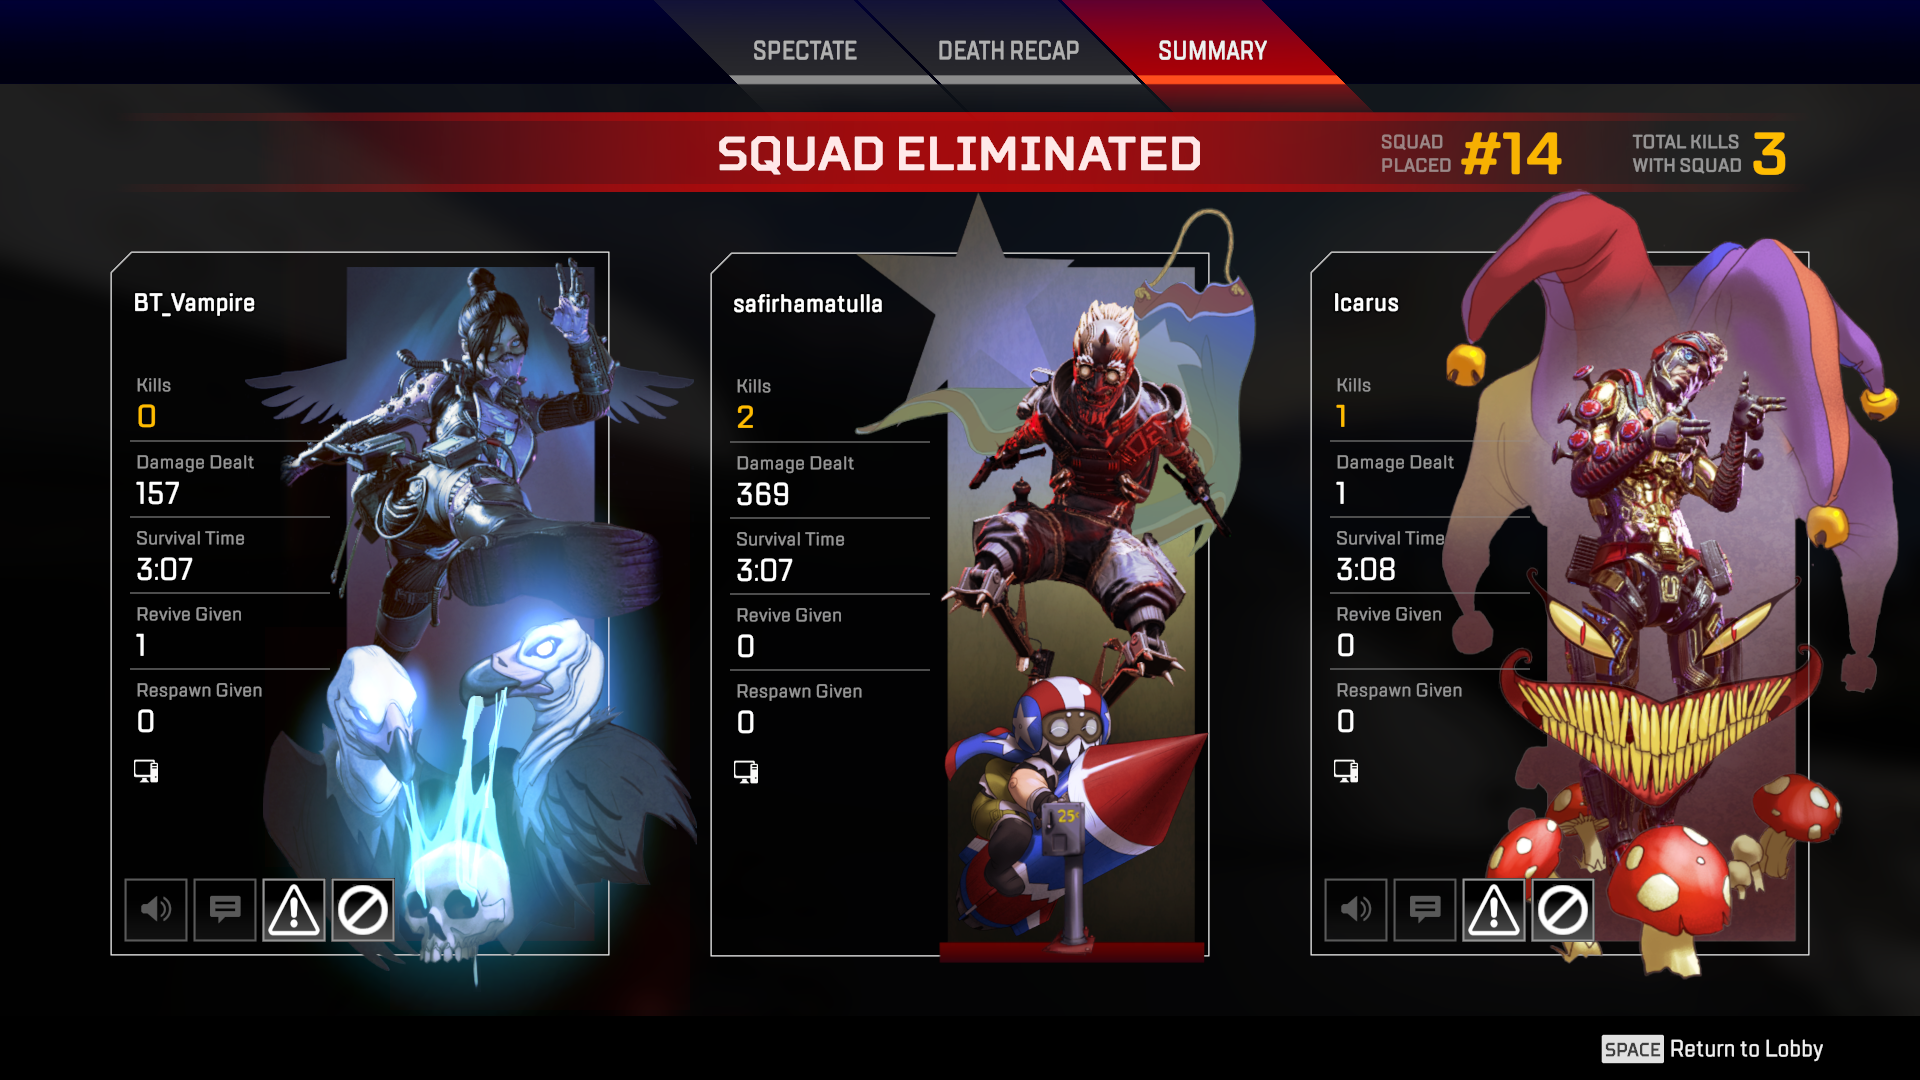 SPECTATE
DEATH RECAP
SUMMARY
SQUAD ELIMINATED
SQUAD PLACED #14
TOTAL KILLS WITH SQUAD 3
BT_Vampire
Kills
0
Damage Dealt
157
Survival Time
3:07
Revive Given
1
Respawn Given
0
safirhamatulla
Kills
2
Damage Dealt
369
Survival Time
3:07
Revive Given
0
Respawn Given
0
25¢
Icarus
Kills
1
Damage Dealt
1
Survival Time
3:08
Revive Given
0
Respawn Given
0
SPACE Return to Lobby